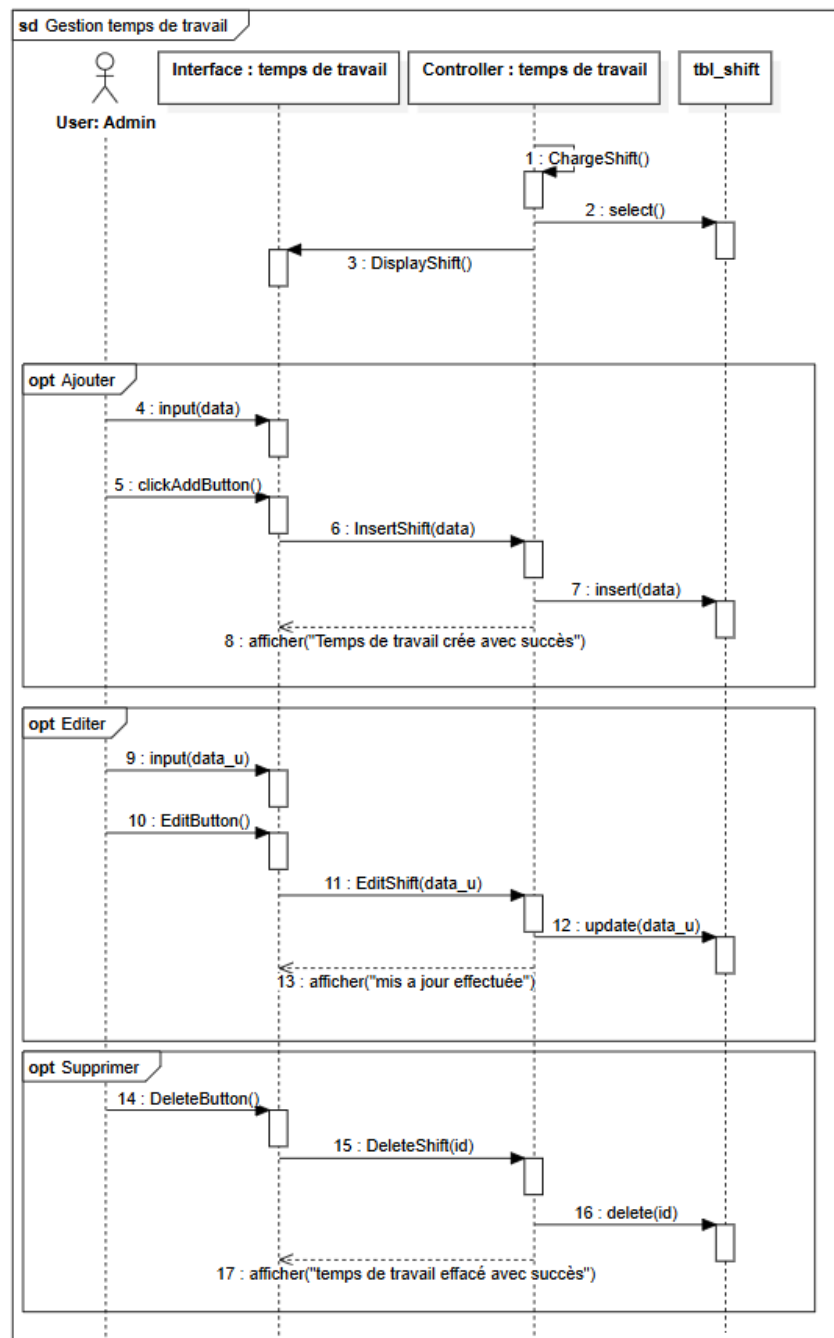 sd Gestion temps de travail
Interface : temps de travail
Controller : temps de travail
tbl_shift
User: Admin
1 : ChargeShift()
2 : select()
3 : DisplayShift()
opt Ajouter
4 : input(data)
5 : clickAddButton()
6 : InsertShift(data)
7 : insert(data)
8 : afficher("Temps de travail crée avec succès")
opt Editer
9 : input(data_u)
10 : EditButton()
11 : EditShift(data_u)
12 : update(data_u)
13 : afficher("mis a jour effectuée")
opt Supprimer
14 : DeleteButton()
15 : DeleteShift(id)
16 : delete(id)
17 : afficher("temps de travail effacé avec succès")